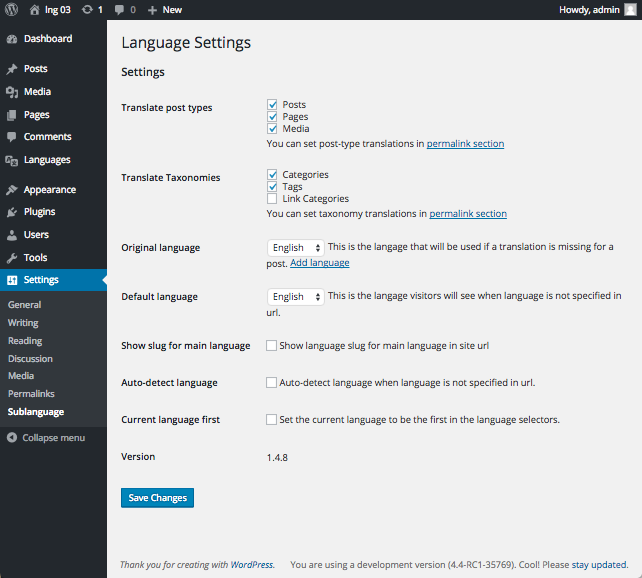 lng 03 1 0 New Howdy, admin
Dashboard
Posts
Media
Pages
Comments
Languages
Appearance
Plugins
Users
Tools
Settings
General
Writing
Reading
Discussion
Media
Permalinks
Sublanguage
Collapse menu
Language Settings
Settings
Translate post types
Posts
Pages
Media
You can set post-type translations in permalink section
Translate Taxonomies
Categories
Tags
Link Categories
You can set taxonomy translations in permalink section
Original language
English This is the langage that will be used if a translation is missing for a
post. Add language
Default language
English This is the langage visitors will see when language is not specified in
url.
Show slug for main language Show language slug for main language in site url
Auto-detect language Auto-detect language when language is not specified in url.
Current language first Set the current language to be the first in the language selectors.
Version 1.4.8
Save Changes
Thank you for creating with WordPress. You are using a development version (4.4-RC1-35769). Cool! Please stay updated.